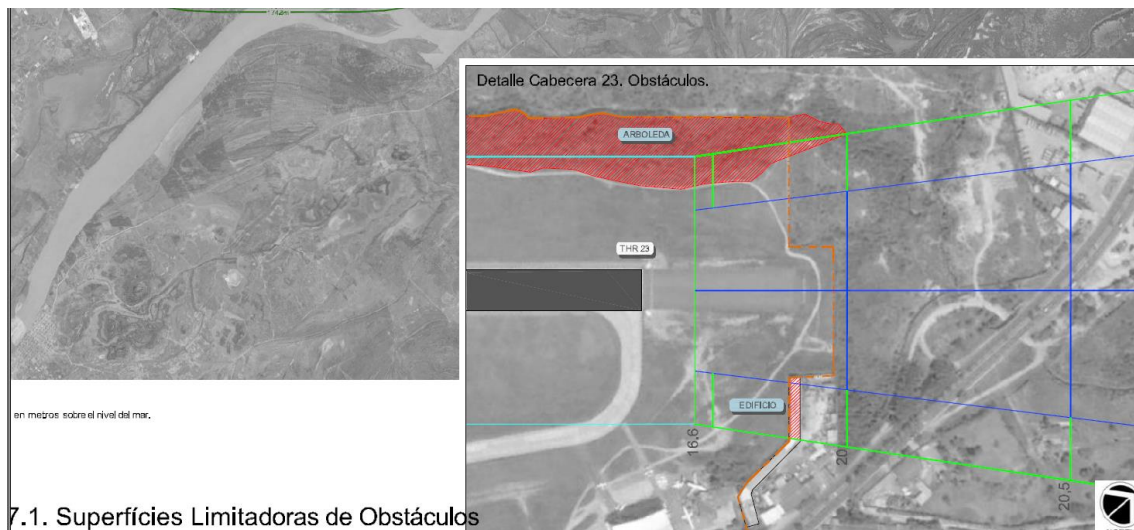 Detalle Cabecera 23. Obstáculos.
ARBOLEDA
THR 23
EDIFICIO
16.6
20
20.5
en metros sobre el nivel del mar.
7.1. Superfícies Limitadoras de Obstáculos